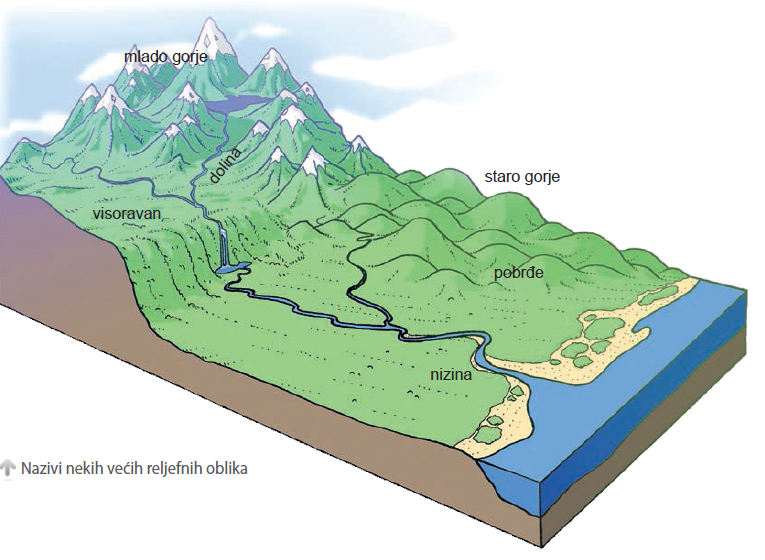 mlado gorje
dolina
staro gorje
visoravan
pobrđe
nizina
Nazivi nekih većih reljefnih oblika